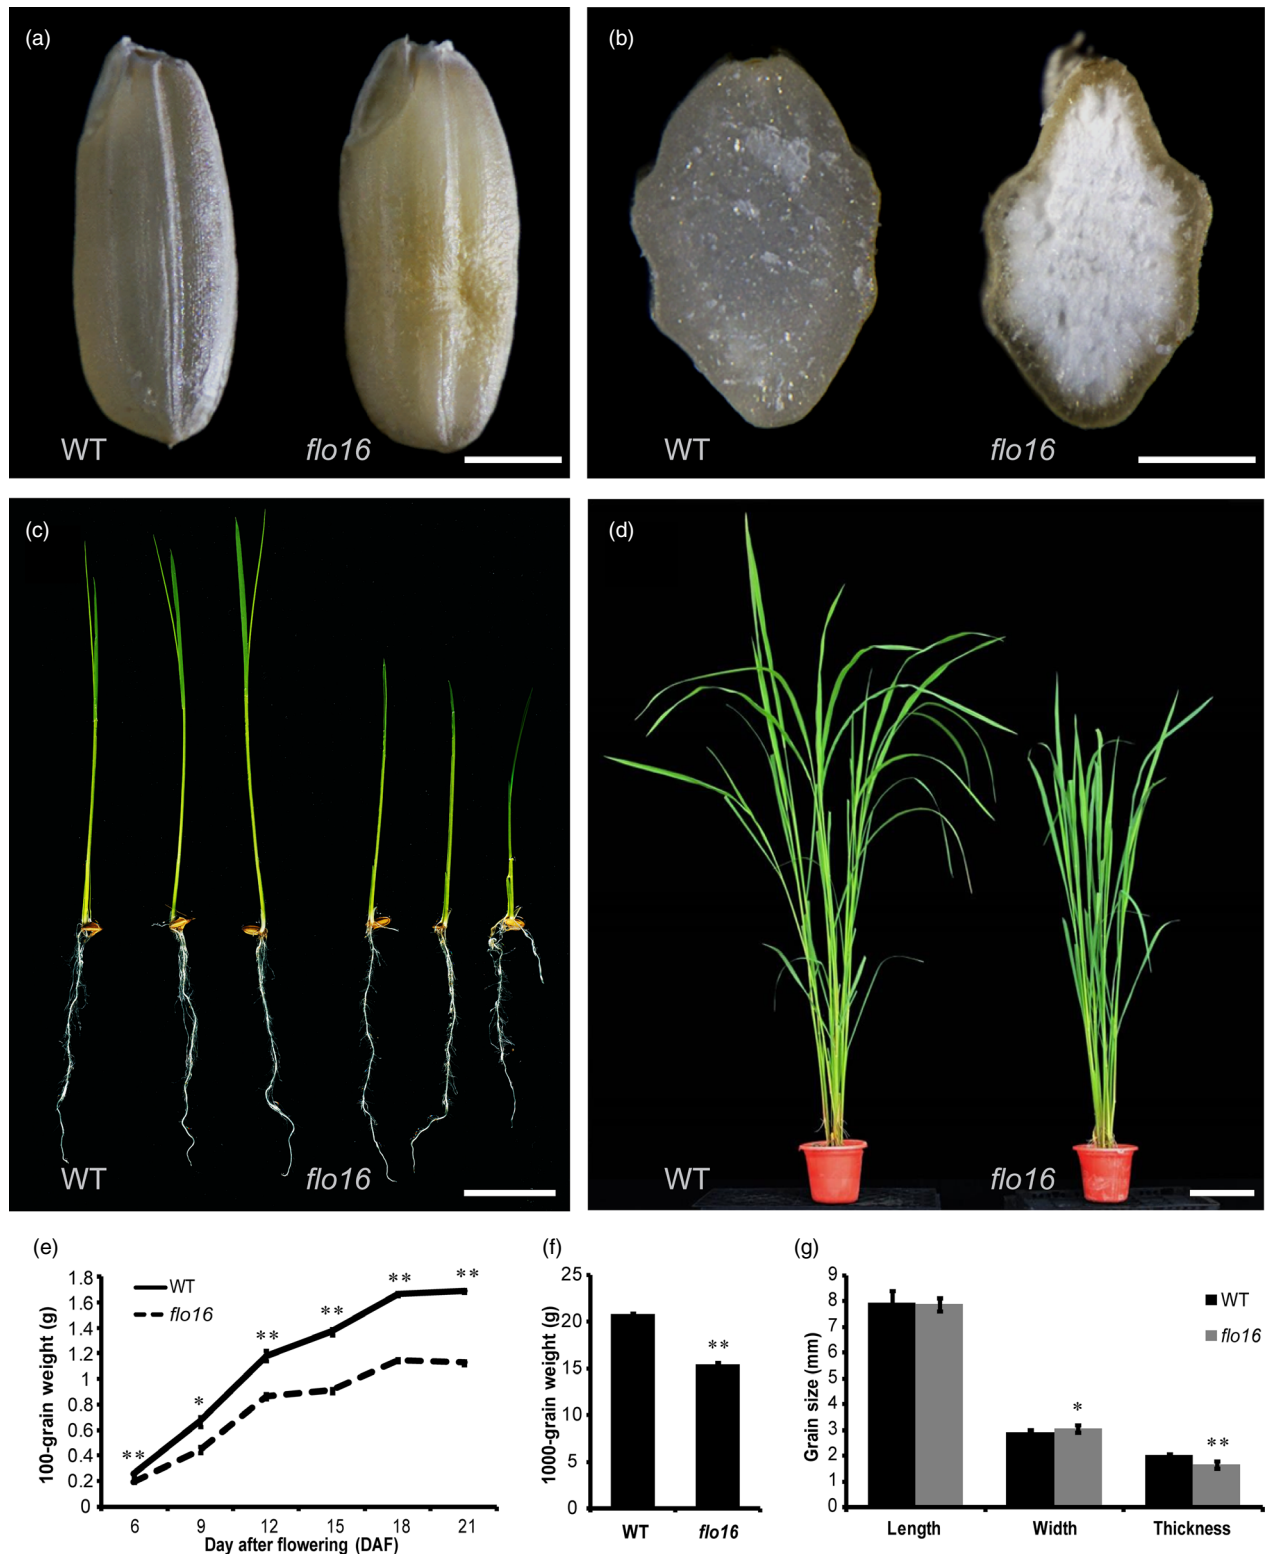 (a)
WT flo16
(b)
WT flo16
(c)
WT flo16
(d)
WT flo16
(e)
100-grain weight (g)
1.8
1.6
1.4
1.2
1
0.8
0.6
0.4
0.2
0
WT
flo16
** * ** ** ** **
6 9 12 15 18 21
Day after flowering (DAF)
(f)
1000-grain weight (g)
25
20
15
10
5
0
**
WT flo16
(g)
Grain size (mm)
9
8
7
6
5
4
3
2
1
0
WT
flo16
* **
Length Width Thickness